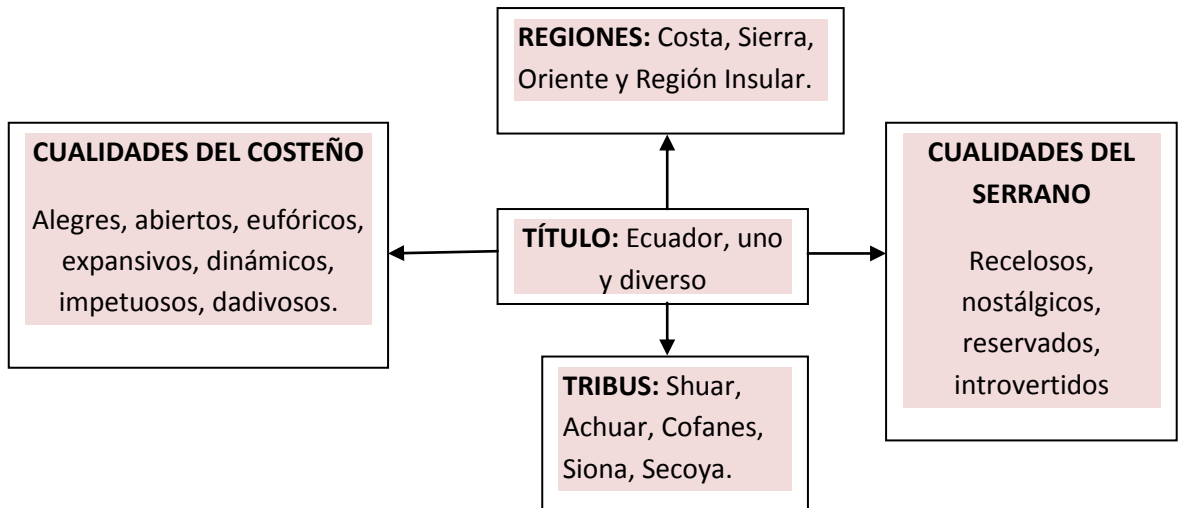 REGIONES: Costa, Sierra,
Oriente y Región Insular.
CUALIDADES DEL COSTEÑO
Alegres, abiertos, eufóricos,
expansivos, dinámicos,
impetuosos, dadivosos.
TÍTULO: Ecuador, uno
y diverso
CUALIDADES DEL
SERRANO
Recelosos,
nostálgicos,
reservados,
introvertidos
TRIBUS: Shuar,
Achuar, Cofanes,
Siona, Secoya.